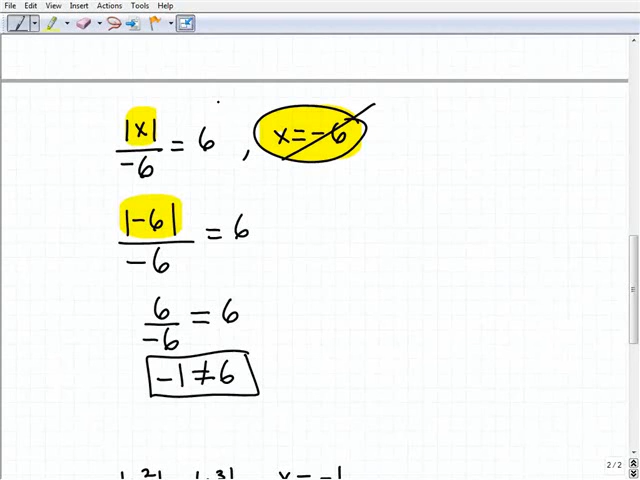 File Edit View Insert Actions Tools Help
|x| / -6 = 6 , x = -6
|-6| / -6 = 6
6 / -6 = 6
-1 ≠ 6
2 / 2
x = -1